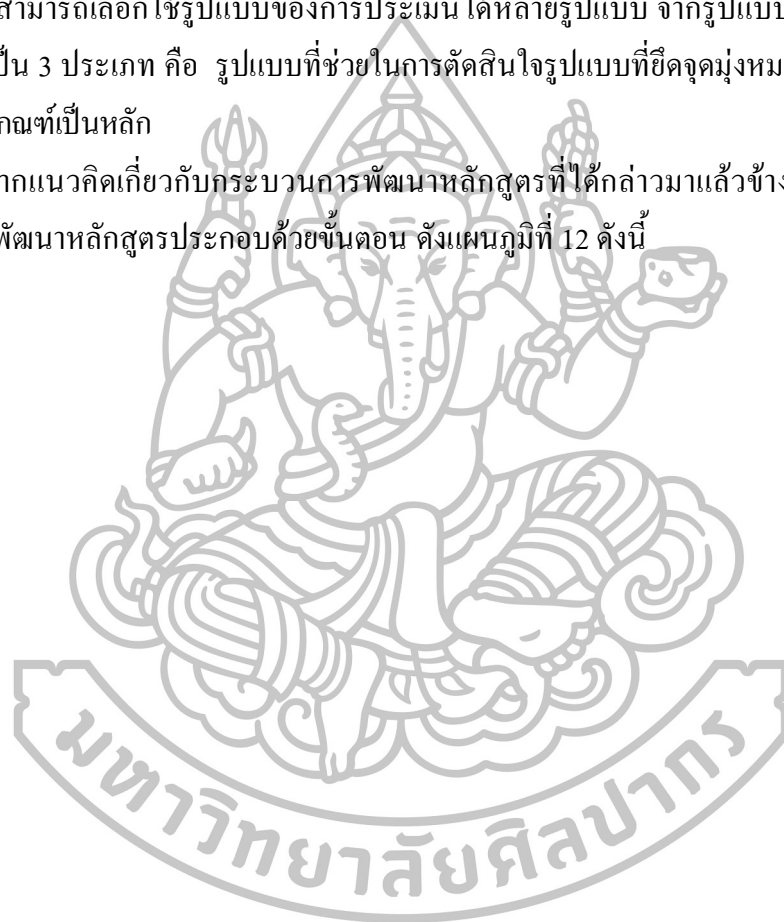 สามารถเลือกใช้รูปแบบของการประเมินได้หลายรูปแบบ จากรูปแบบ
ป็น 3 ประเภท คือ รูปแบบที่ช่วยในการตัดสินใจรูปแบบที่ยึดจุดมุ่งหม
กณฑ์เป็นหลัก
ากแนวคิดเกี่ยวกับกระบวนการพัฒนาหลักสูตรที่ได้กล่าวมาแล้วข้าง
พัฒนาหลักสูตรประกอบด้วยขั้นตอน ดังแผนภูมิที่ 12 ดังนี้
มหาวิทยาลัยศิลปากร